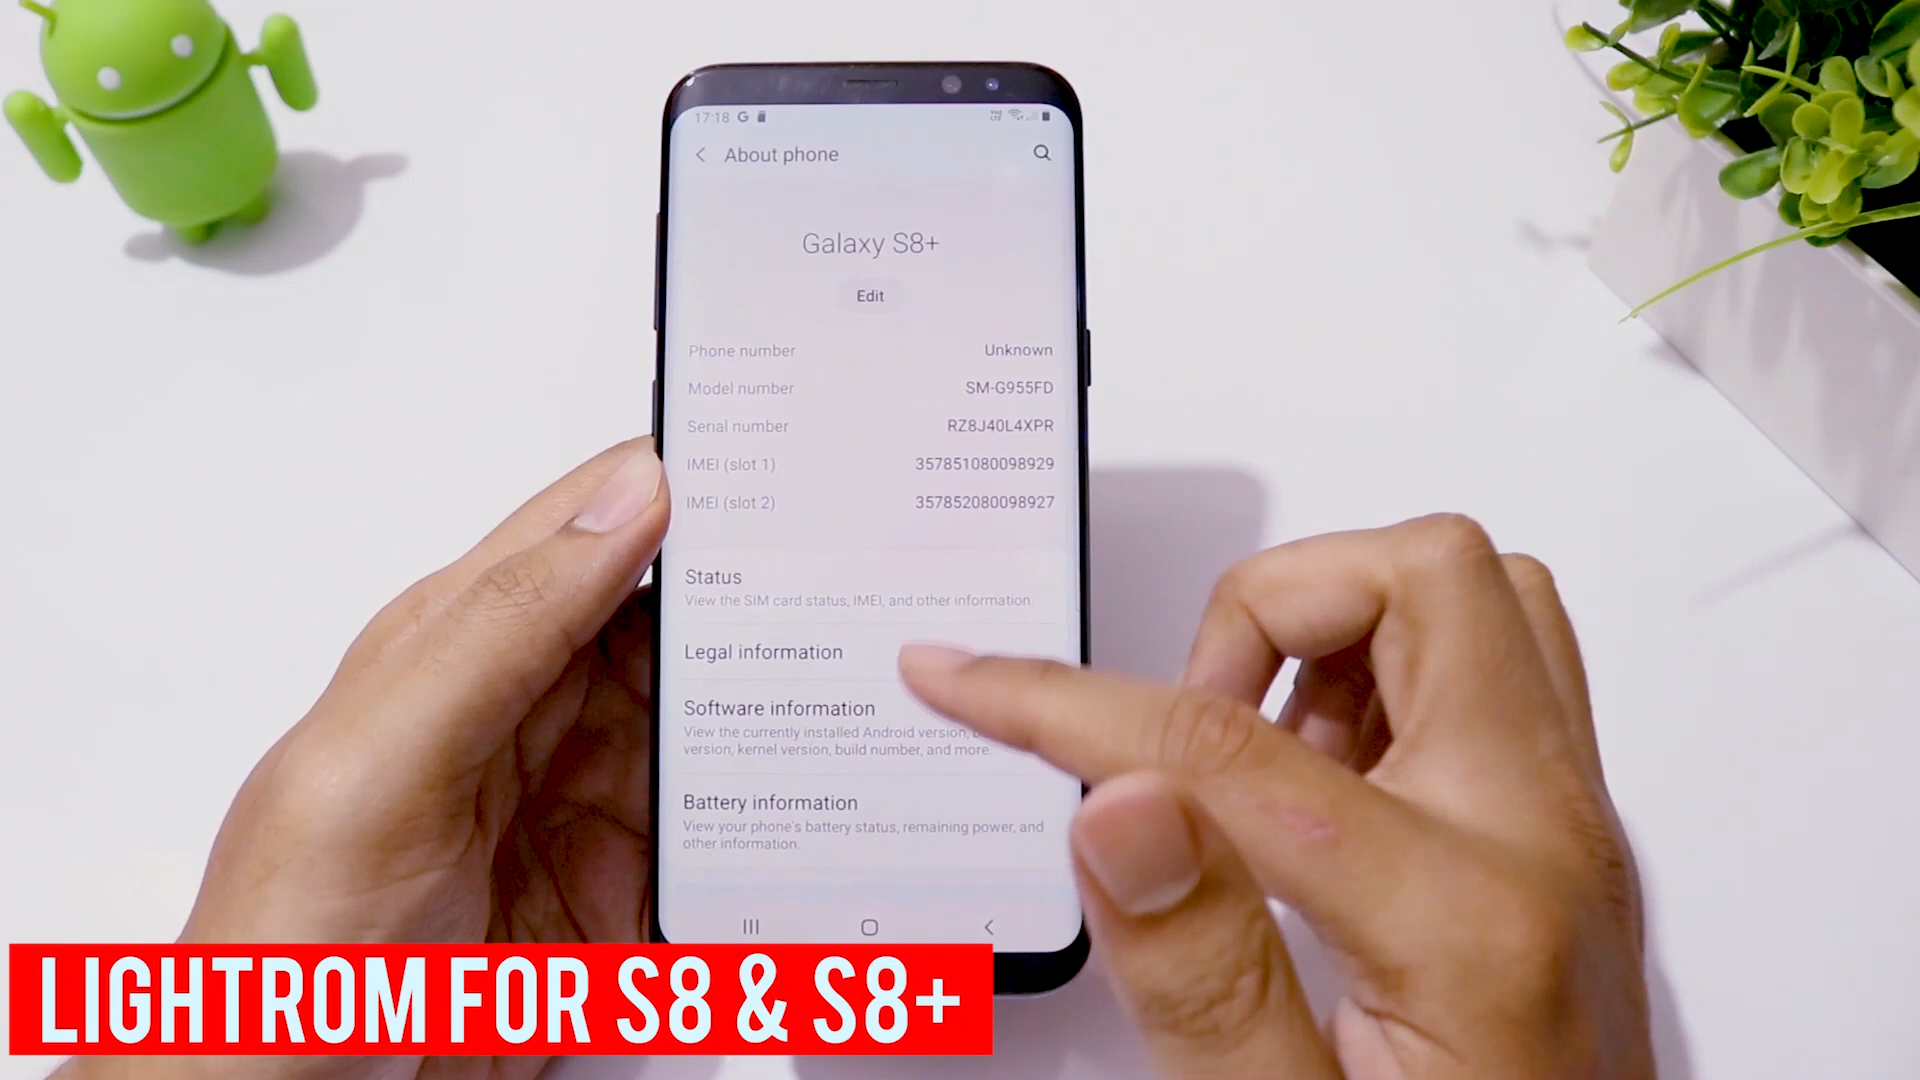 17:18 G
About phone
Galaxy S8+
Edit
Phone number Unknown
Model number SM-G955FD
Serial number RZ8J40L4XPR
IMEI (slot 1) 357851080098929
IMEI (slot 2) 357852080098927
Status
View the SIM card status, IMEI, and other information.
Legal information
Software information
View the currently installed Android version,
version, kernel version, build number, and more.
Battery information
View your phone's battery status, remaining power, and
other information.
LIGHTROM FOR S8 & S8+